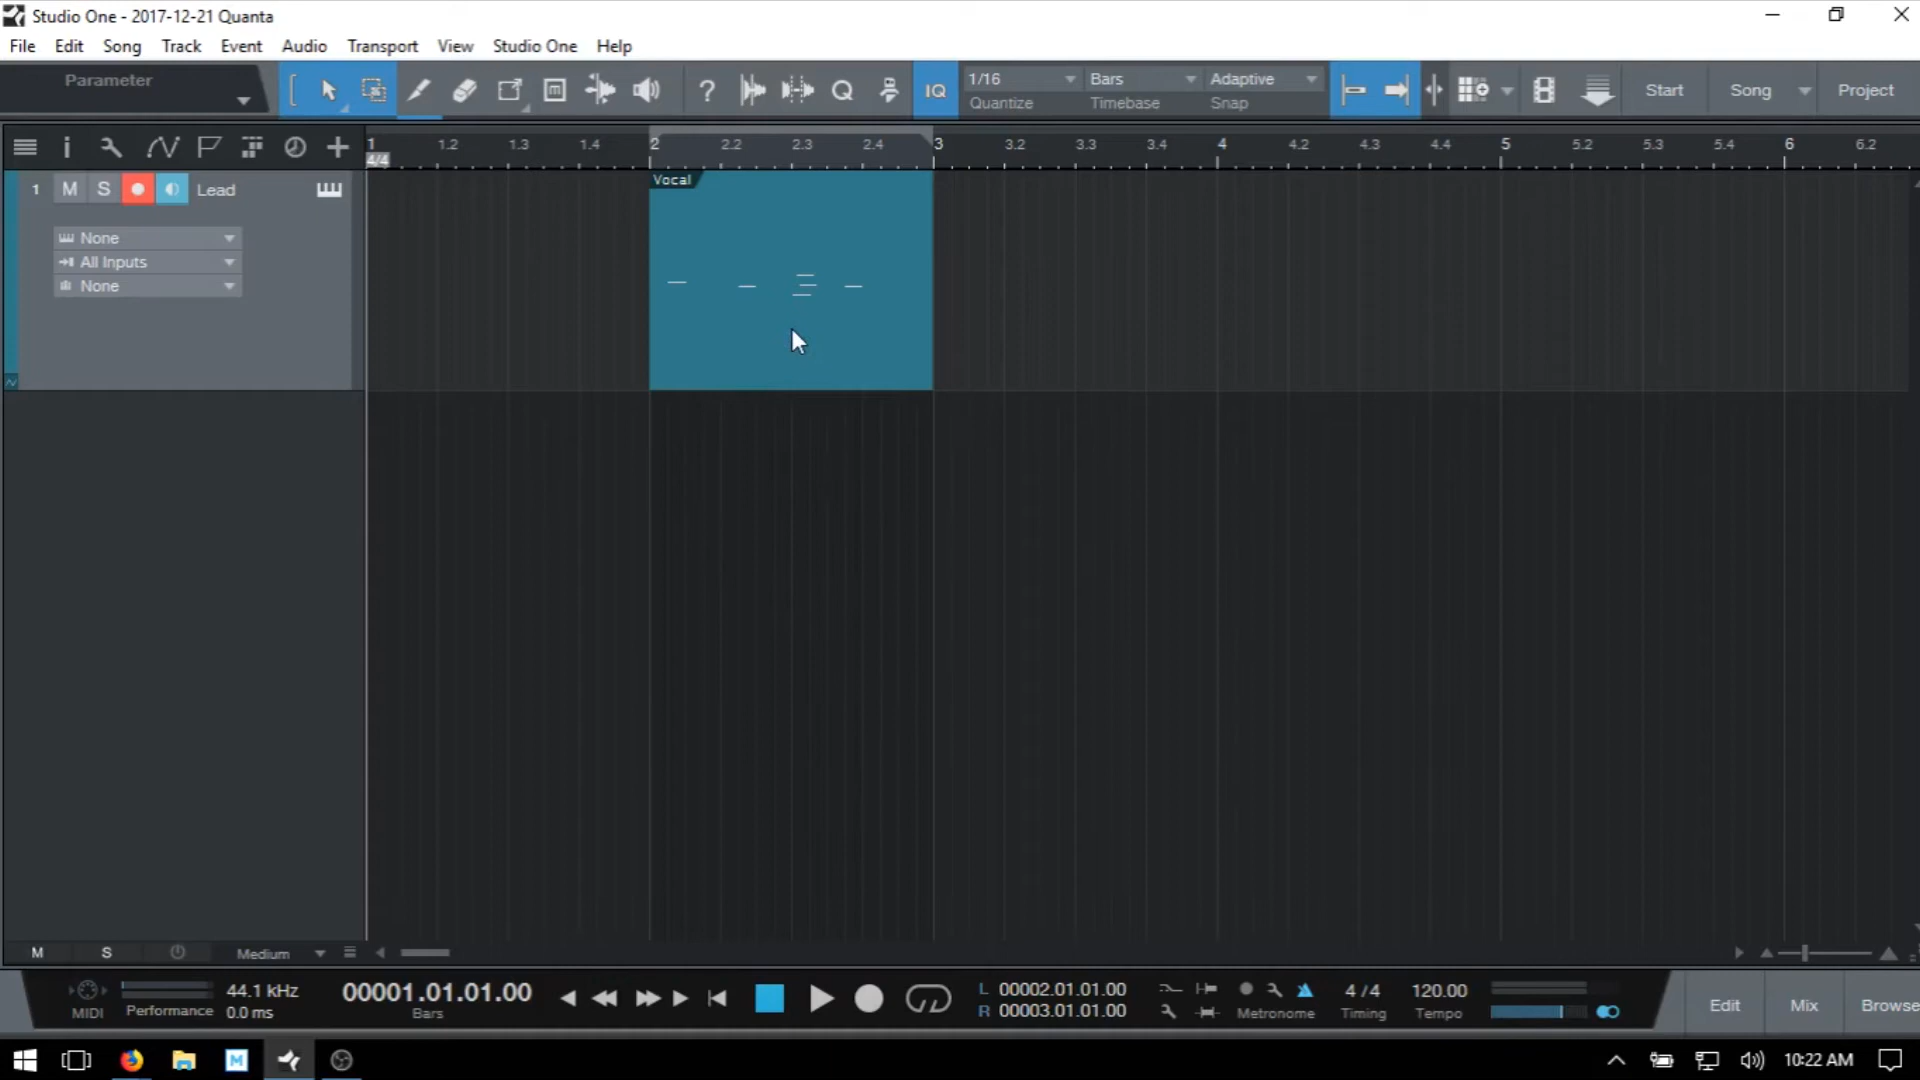 Studio One - 2017-12-21 Quanta
File Edit Song Track Event Audio Transport View Studio One Help
Parameter
? Q IQ 1/16 Bars Adaptive Start Song Project
Quantize Timebase Snap
1 1.2 1.3 1.4 2 2.2 2.3 2.4 3 3.2 3.3 3.4 4 4.2 4.3 4.4 5 5.2 5.3 5.4 6 6.2
4/4
Vocal
1 M S Lead
None
All Inputs
None
M S Medium
44.1 kHz 00001.01.01.00 L 00002.01.01.00 4 / 4 120.00
MIDI Performance 0.0 ms Bars R 00003.01.01.00 Metronome Timing Tempo
Edit Mix Browse
M 10:22 AM